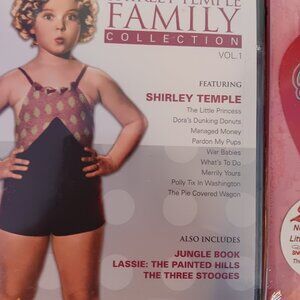 SHIRLEY TEMPLE
FAMILY
COLLECTION
VOL.1
FEATURING
SHIRLEY TEMPLE
The Little Princess
Dora's Dunking Donuts
Managed Money
Pardon My Pups
War Babies
What's To Do
Merrily Yours
Polly Tix In Washington
The Pie Covered Wagon
ALSO INCLUDES
JUNGLE BOOK
LASSIE: THE PAINTED HILLS
THE THREE STOOGES